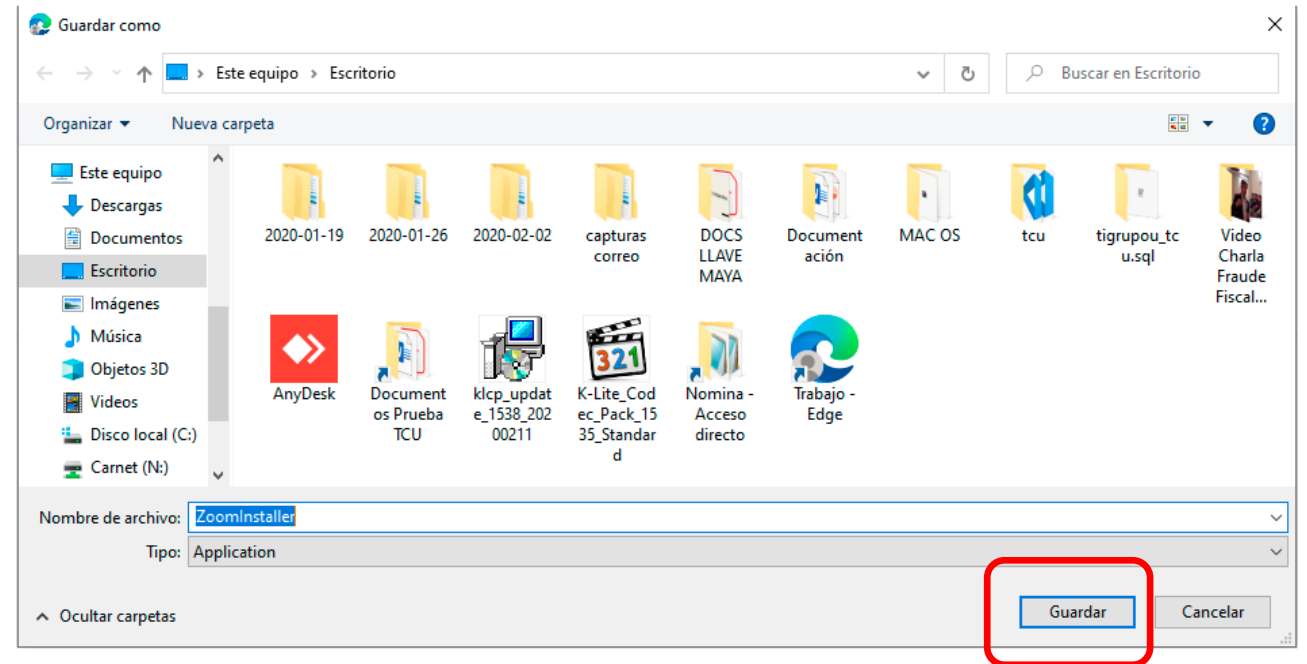 Guardar como
Este equipo > Escritorio
Buscar en Escritorio
Organizar
Nueva carpeta
Este equipo
Descargas
Documentos
Escritorio
Imágenes
Música
Objetos 3D
Videos
Disco local (C:)
Carnet (N:)
2020-01-19
2020-01-26
2020-02-02
capturas
correo
DOCS
LLAVE
MAYA
Document
ación
MAC OS
tcu
tigrupou_tc
u.sql
Video
Charla
Fraude
Fiscal...
AnyDesk
Document
os Prueba
TCU
klcp_updat
e_1538_202
00211
321
K-Lite_Cod
ec_Pack_15
35_Standar
d
Nomina -
Acceso
directo
Trabajo -
Edge
Nombre de archivo: ZoomInstaller
Tipo: Application
Ocultar carpetas
Guardar
Cancelar